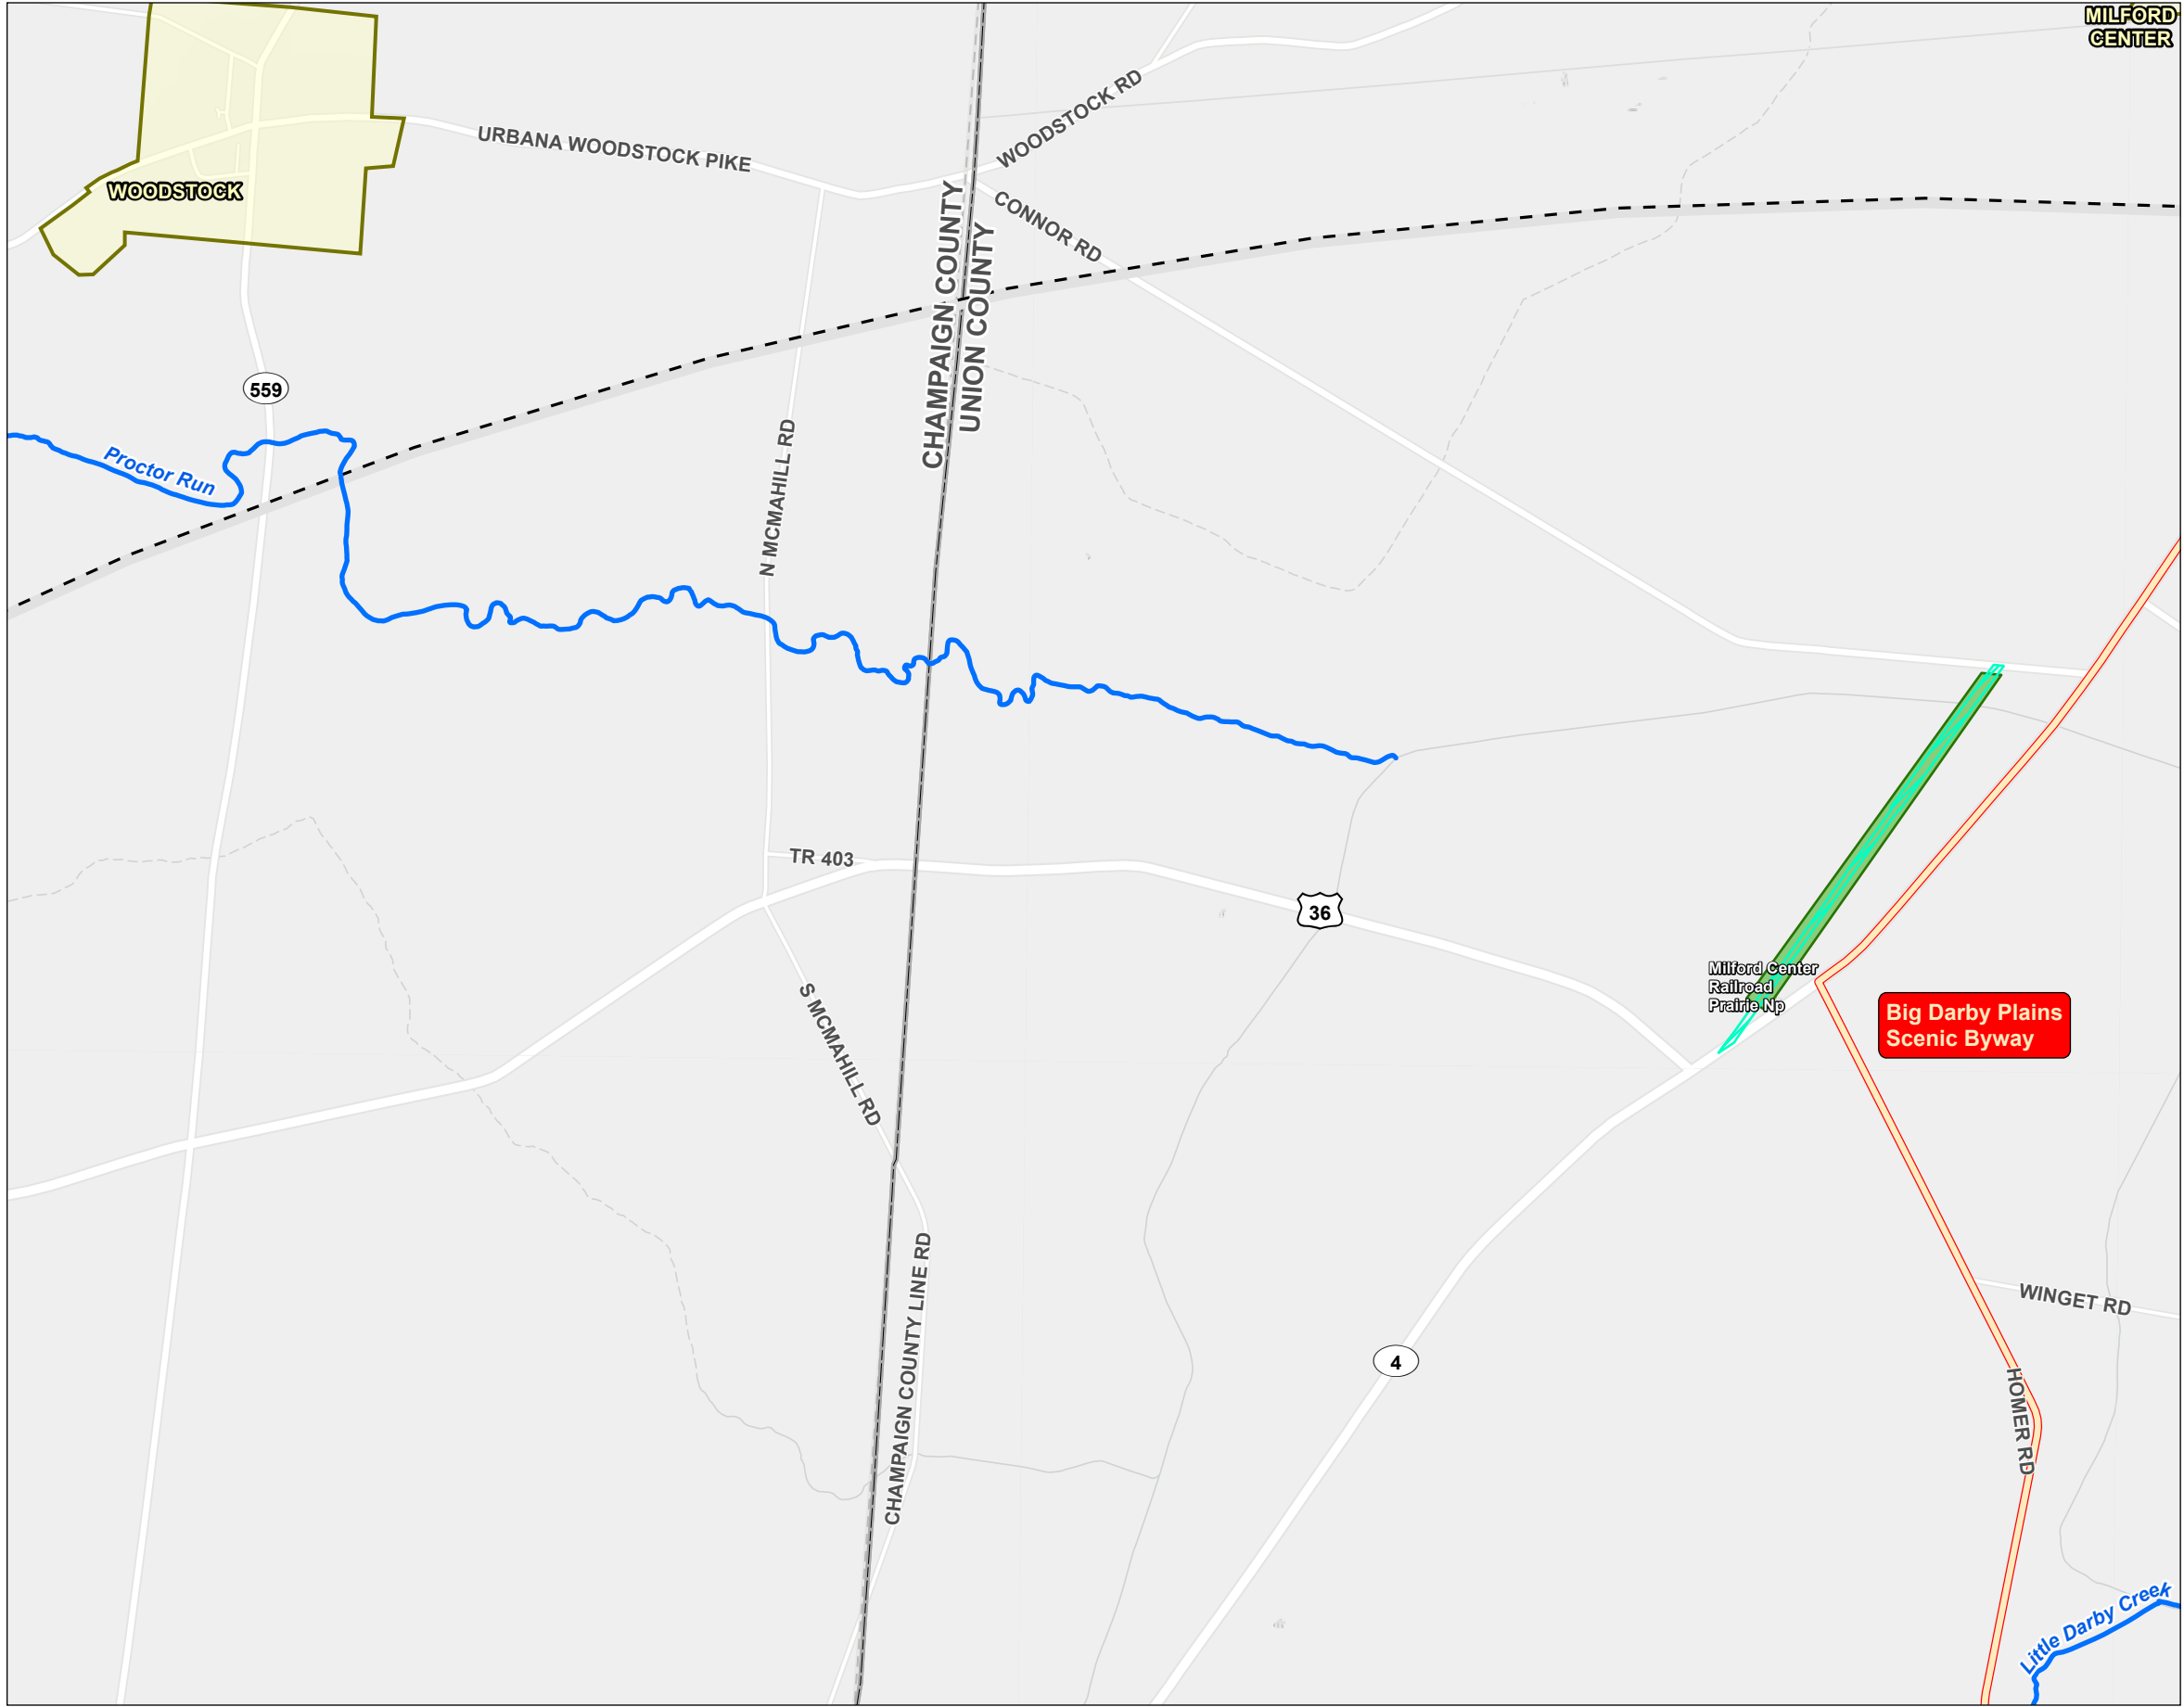 MILFORD
CENTER
WOODSTOCK RD
URBANA WOODSTOCK PIKE
WOODSTOCK
CONNOR RD
CHAMPAIGN COUNTY
UNION COUNTY
559
Proctor Run
N MCMAHILL RD
TR 403
36
Milford Center
Railroad
Prairie Np
Big Darby Plains
Scenic Byway
S MCMAHILL RD
CHAMPAIGN COUNTY LINE RD
WINGET RD
4
HOMER RD
Little Darby Creek